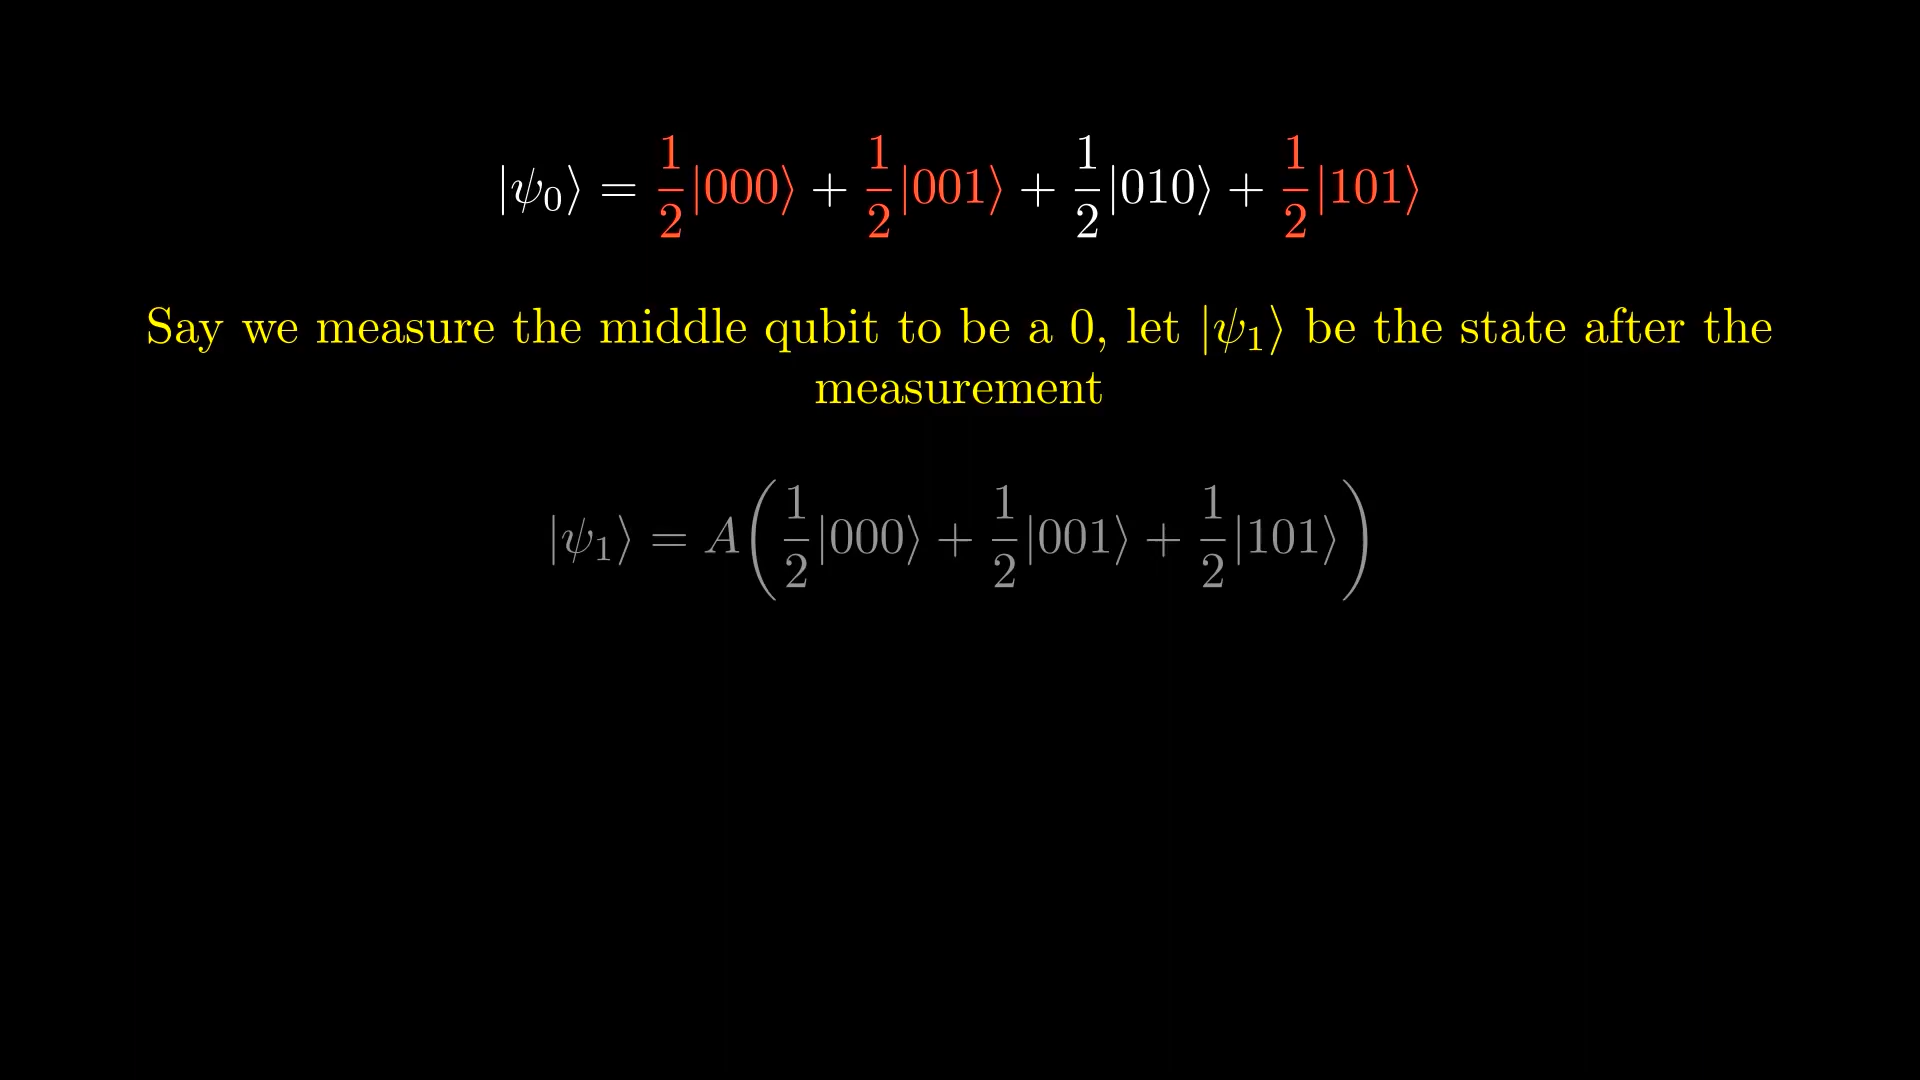 |ψ₀⟩ = 1/2|000⟩ + 1/2|001⟩ + 1/2|010⟩ + 1/2|101⟩
Say we measure the middle qubit to be a 0, let |ψ₁⟩ be the state after the
measurement
|ψ₁⟩ = A(1/2|000⟩ + 1/2|001⟩ + 1/2|101⟩)